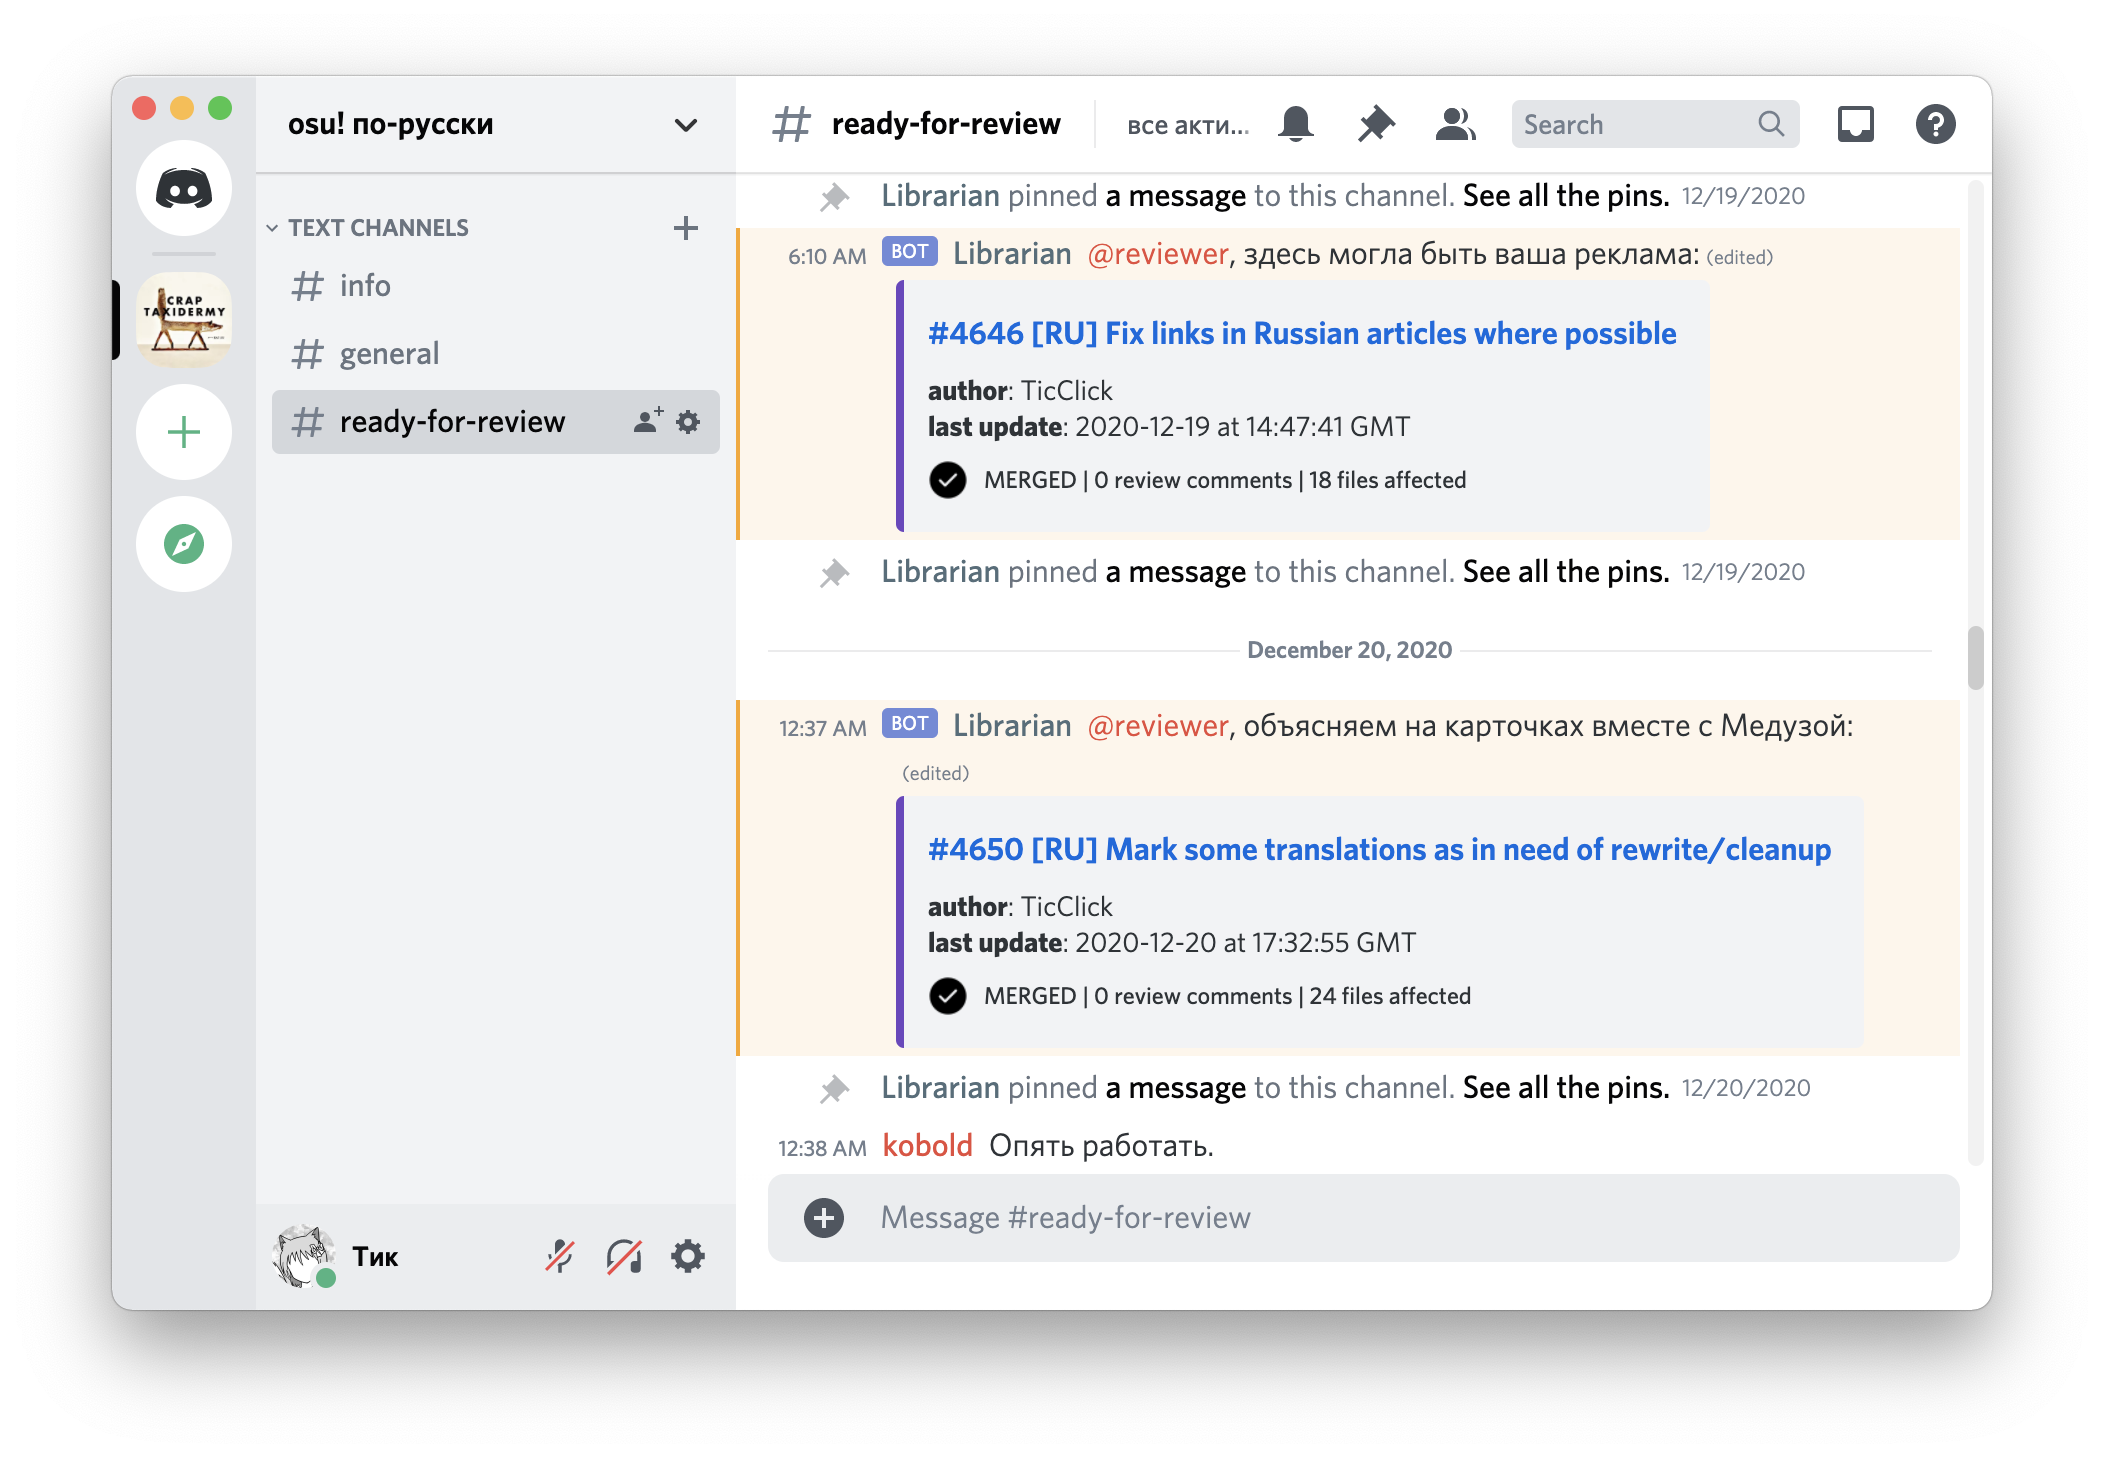 osu! по-русски
TEXT CHANNELS
info
general
ready-for-review
CRAP
TAXIDERMY
Тик
ready-for-review
все акти...
Search
Librarian pinned a message to this channel. See all the pins. 12/19/2020
6:10 AM BOT Librarian @reviewer, здесь могла быть ваша реклама: (edited)
#4646 [RU] Fix links in Russian articles where possible
author: TicClick
last update: 2020-12-19 at 14:47:41 GMT
MERGED | 0 review comments | 18 files affected
Librarian pinned a message to this channel. See all the pins. 12/19/2020
December 20, 2020
12:37 AM BOT Librarian @reviewer, объясняем на карточках вместе с Медузой:
(edited)
#4650 [RU] Mark some translations as in need of rewrite/cleanup
author: TicClick
last update: 2020-12-20 at 17:32:55 GMT
MERGED | 0 review comments | 24 files affected
Librarian pinned a message to this channel. See all the pins. 12/20/2020
12:38 AM kobold Опять работать.
Message #ready-for-review